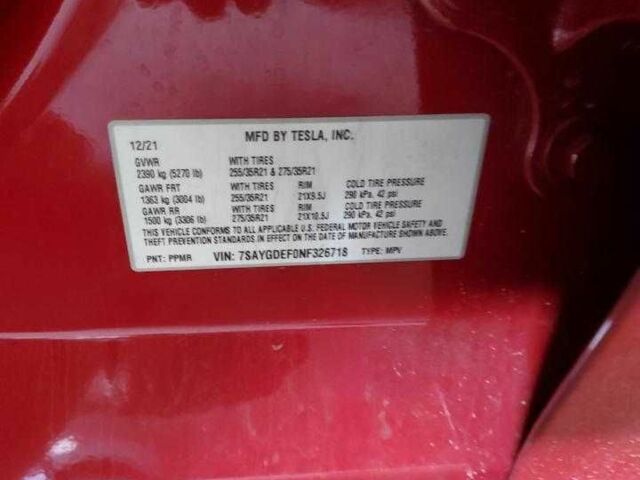 12/21 MFD BY TESLA, INC.
GVWR WITH TIRES
2390 kg (5270 lb) 255/35R21 & 275/35R21
GAWR FRT WITH TIRES RIM COLD TIRE PRESSURE
1363 kg (3004 lb) 255/35R21 21X9.5J 290 kPa, 42 psi
GAWR RR WITH TIRES RIM COLD TIRE PRESSURE
1500 kg (3306 lb) 275/35R21 21X10.5J 290 kPa, 42 psi
THIS VEHICLE CONFORMS TO ALL APPLICABLE U.S. FEDERAL MOTOR VEHICLE SAFETY AND
THEFT PREVENTION STANDARDS IN EFFECT ON THE DATE OF MANUFACTURE SHOWN ABOVE.
PNT: PPMR VIN: 7SAYGDEF0NF326718 TYPE: MPV